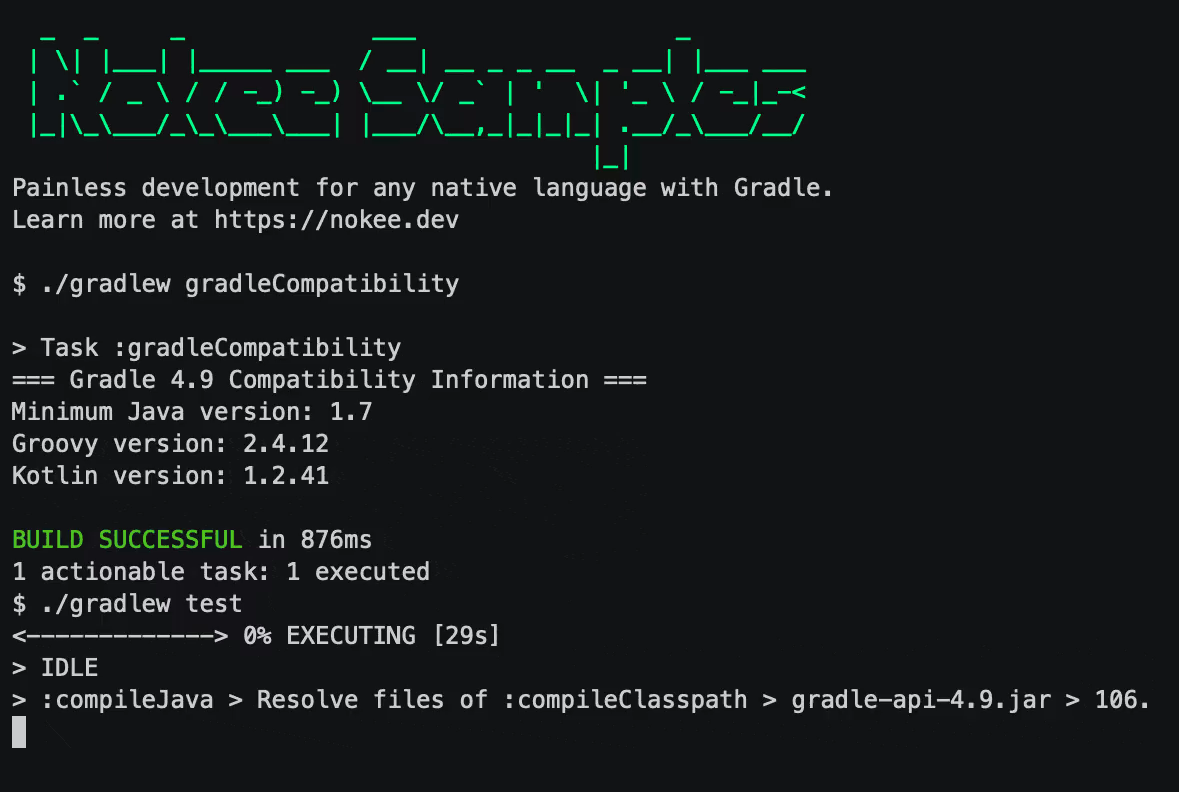 Nokee Samples
Painless development for any native language with Gradle.
Learn more at https://nokee.dev
$ ./gradlew gradleCompatibility
> Task :gradleCompatibility
=== Gradle 4.9 Compatibility Information ===
Minimum Java version: 1.7
Groovy version: 2.4.12
Kotlin version: 1.2.41
BUILD SUCCESSFUL in 876ms
1 actionable task: 1 executed
$ ./gradlew test
<-------------> 0% EXECUTING [29s]
> IDLE
> :compileJava > Resolve files of :compileClasspath > gradle-api-4.9.jar > 106.